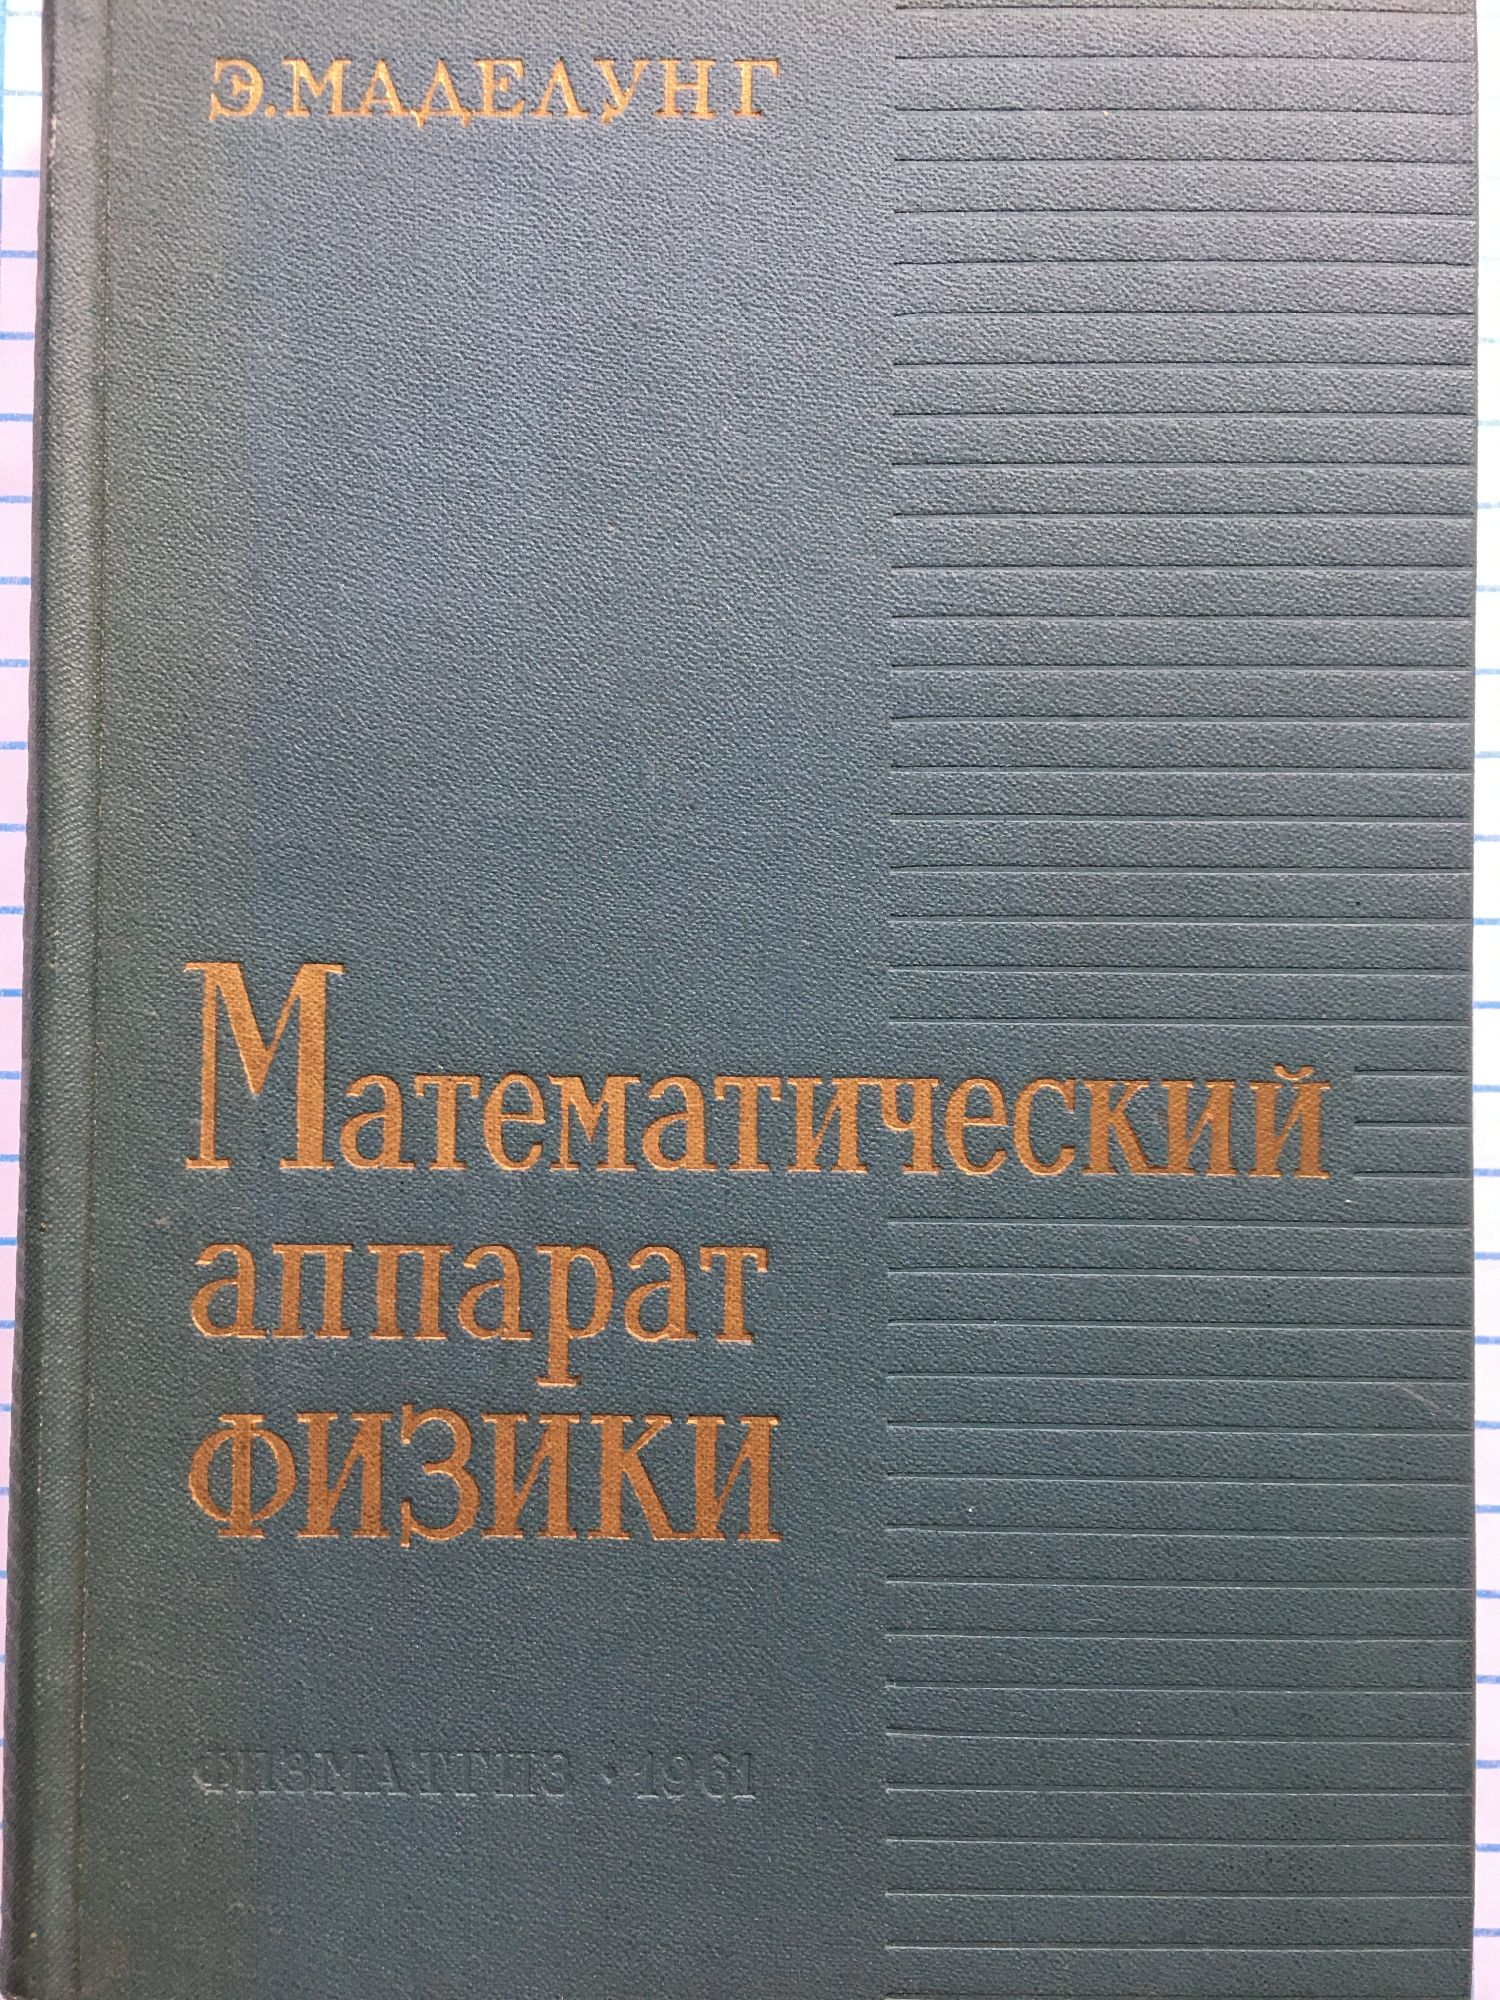 Э.МАДЕЛУНГ
Математический
аппарат
ФИЗИКИ
ФИЗМАТГИЗ • 1961